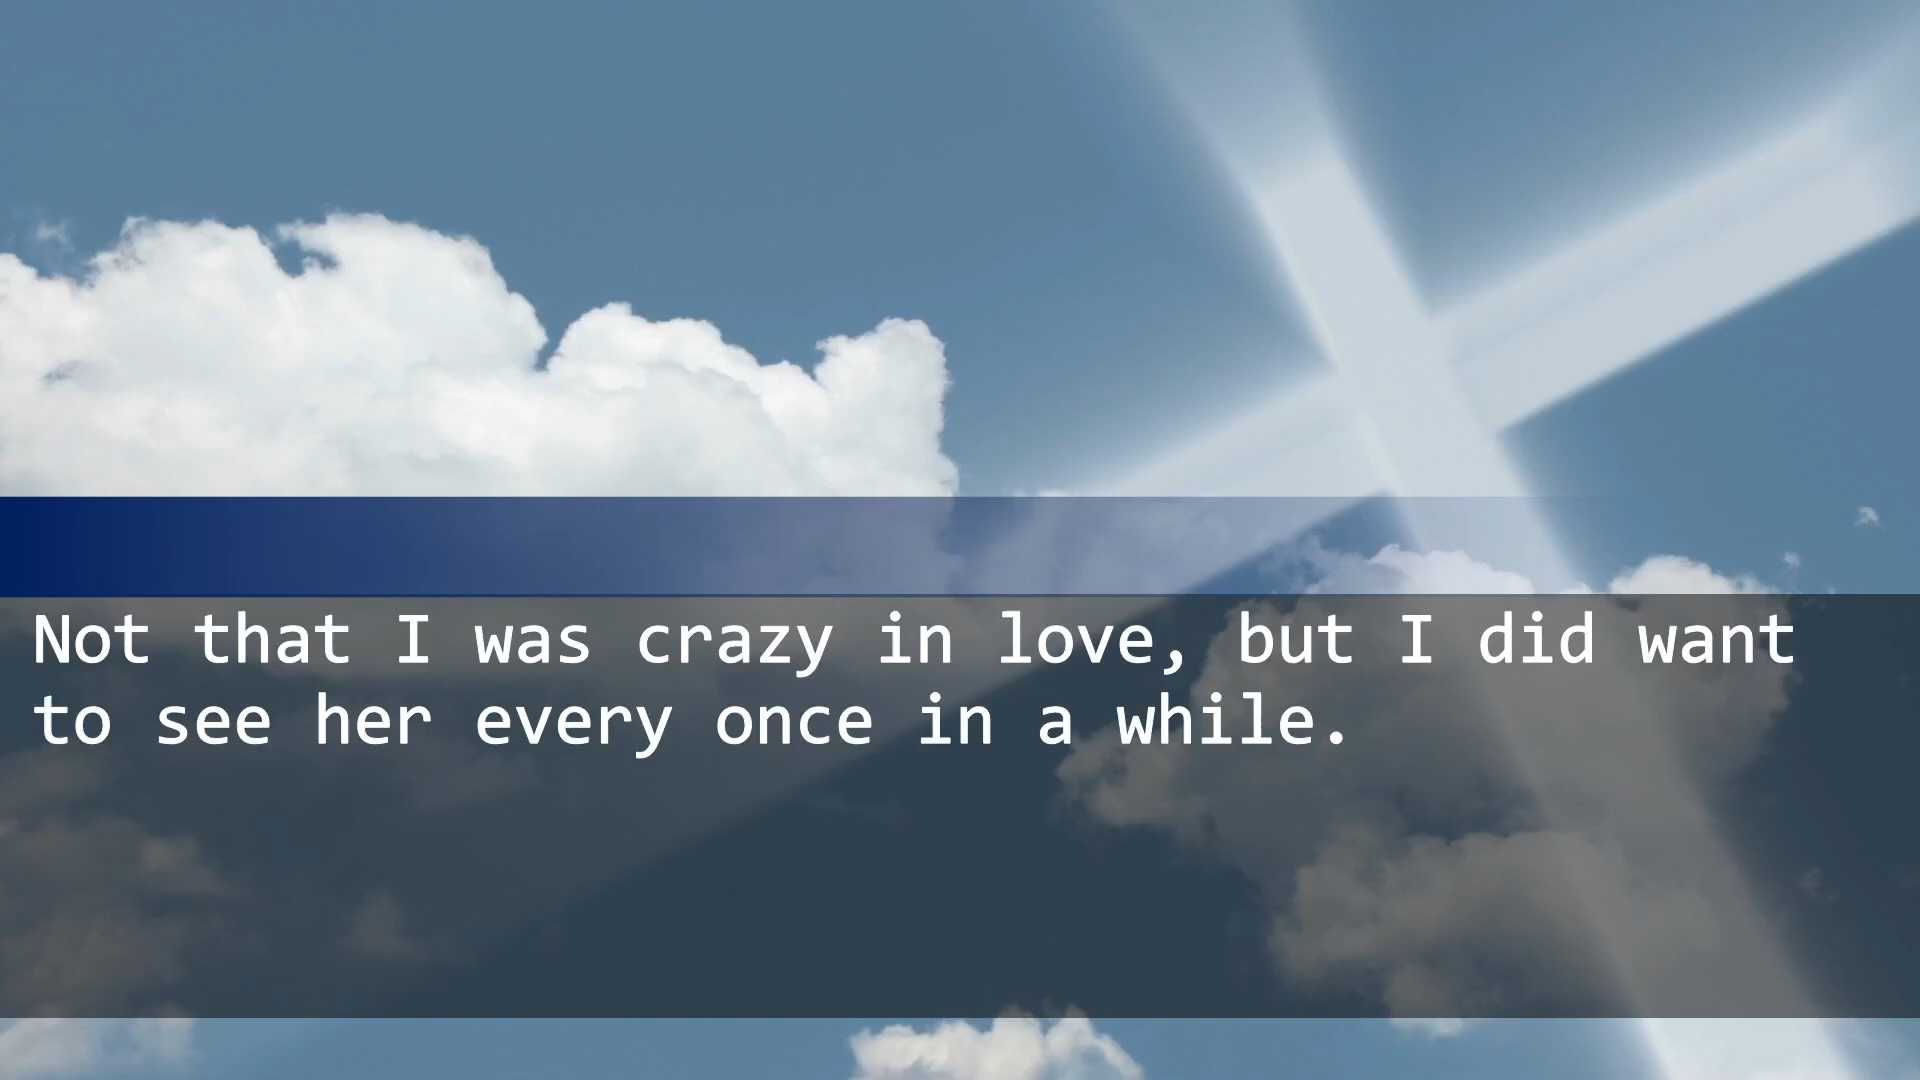 Not that I was crazy in love, but I did want
to see her every once in a while.